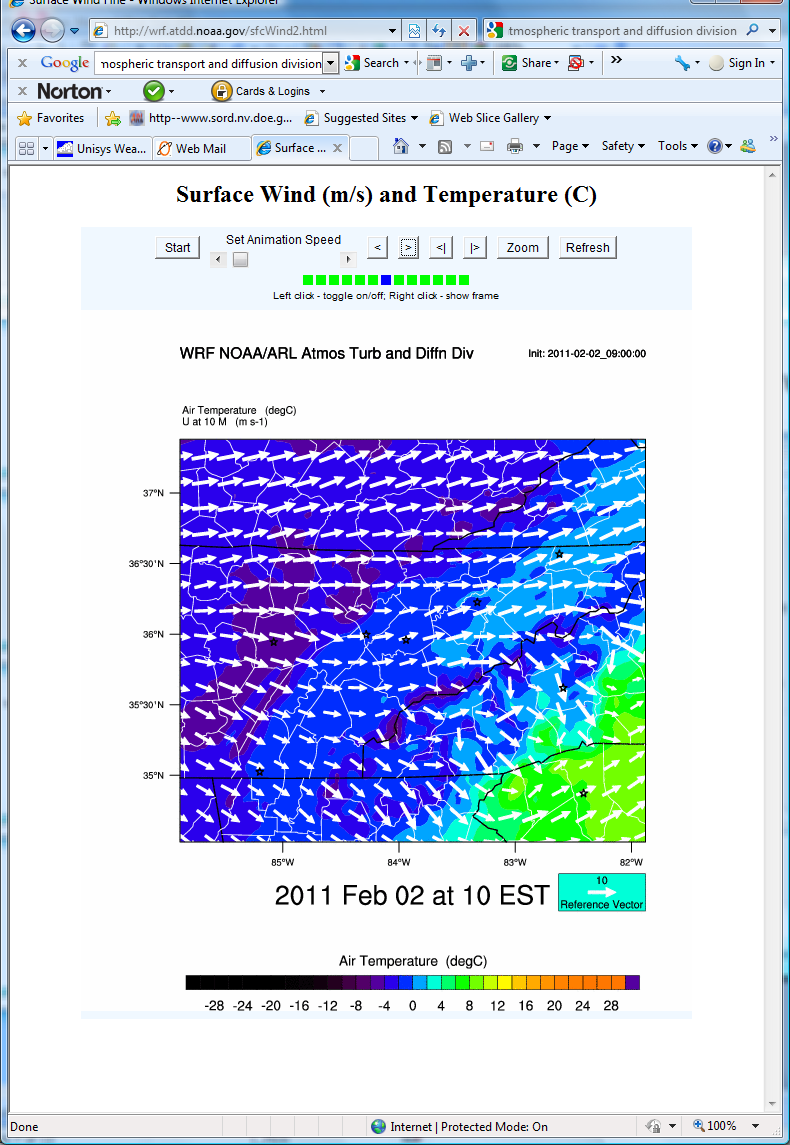 Surface Wind Fine - Windows Internet Explorer
http://wrf.atdd.noaa.gov/sfcWind2.html
tmospheric transport and diffusion division
Google
mospheric transport and diffusion division
Search
Share
»
Sign In
Norton
Cards & Logins
Favorites
http--www.sord.nv.doe.g...
Suggested Sites
Web Slice Gallery
Unisys Wea...
Web Mail
Surface ...
Page
Safety
Tools
»
Surface Wind (m/s) and Temperature (C)
Start
Set Animation Speed
<
>
<|
|>
Zoom
Refresh
Left click - toggle on/off; Right click - show frame
WRF NOAA/ARL Atmos Turb and Diffn Div
Init: 2011-02-02_09:00:00
Air Temperature (degC)
U at 10 M (m s-1)
37°N
36°30'N
36°N
35°30'N
35°N
85°W
84°W
83°W
82°W
2011 Feb 02 at 10 EST
10
Reference Vector
Air Temperature (degC)
-28 -24 -20 -16 -12 -8 -4 0 4 8 12 16 20 24 28
Done
Internet | Protected Mode: On
100%